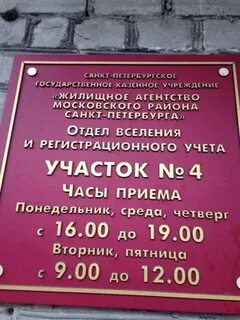 САНКТ-ПЕТЕРБУРГСКОЕ
ГОСУДАРСТВЕННОЕ КАЗЕННОЕ УЧРЕЖДЕНИЕ
«ЖИЛИЩНОЕ АГЕНТСТВО
МОСКОВСКОГО РАЙОНА
САНКТ-ПЕТЕРБУРГА»
ОТДЕЛ ВСЕЛЕНИЯ
И РЕГИСТРАЦИОННОГО УЧЕТА
УЧАСТОК № 4
ЧАСЫ ПРИЕМА
Понедельник, среда, четверг
с 16.00 до 19.00
Вторник, пятница
с 9.00 до 12.00